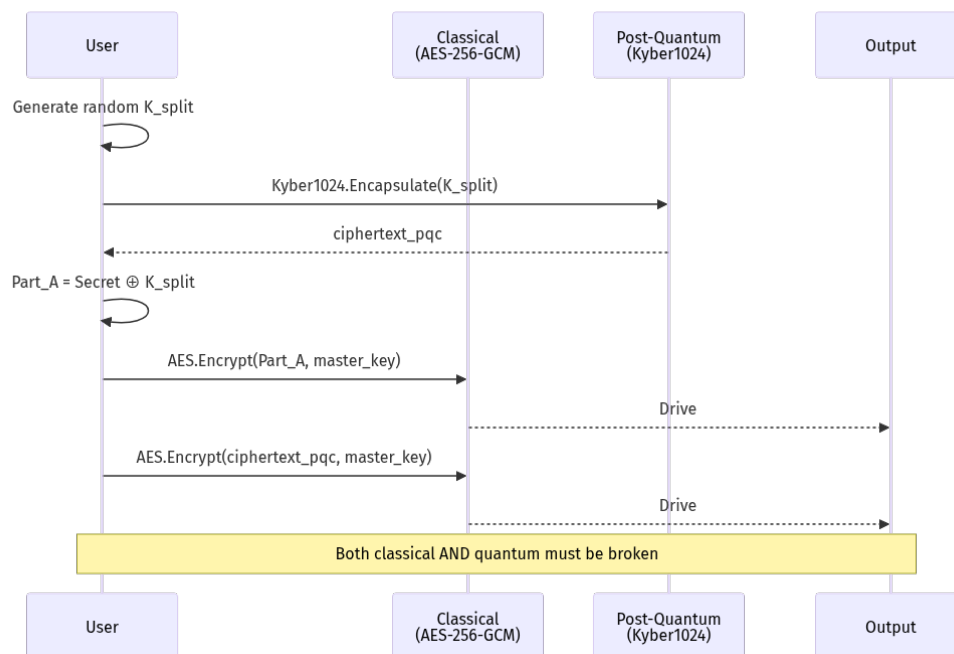 User
Classical
(AES-256-GCM)
Post-Quantum
(Kyber1024)
Output
Generate random K_split
Kyber1024.Encapsulate(K_split)
ciphertext_pqc
Part_A = Secret ⊕ K_split
AES.Encrypt(Part_A, master_key)
Drive
AES.Encrypt(ciphertext_pqc, master_key)
Drive
Both classical AND quantum must be broken
User
Classical
(AES-256-GCM)
Post-Quantum
(Kyber1024)
Output